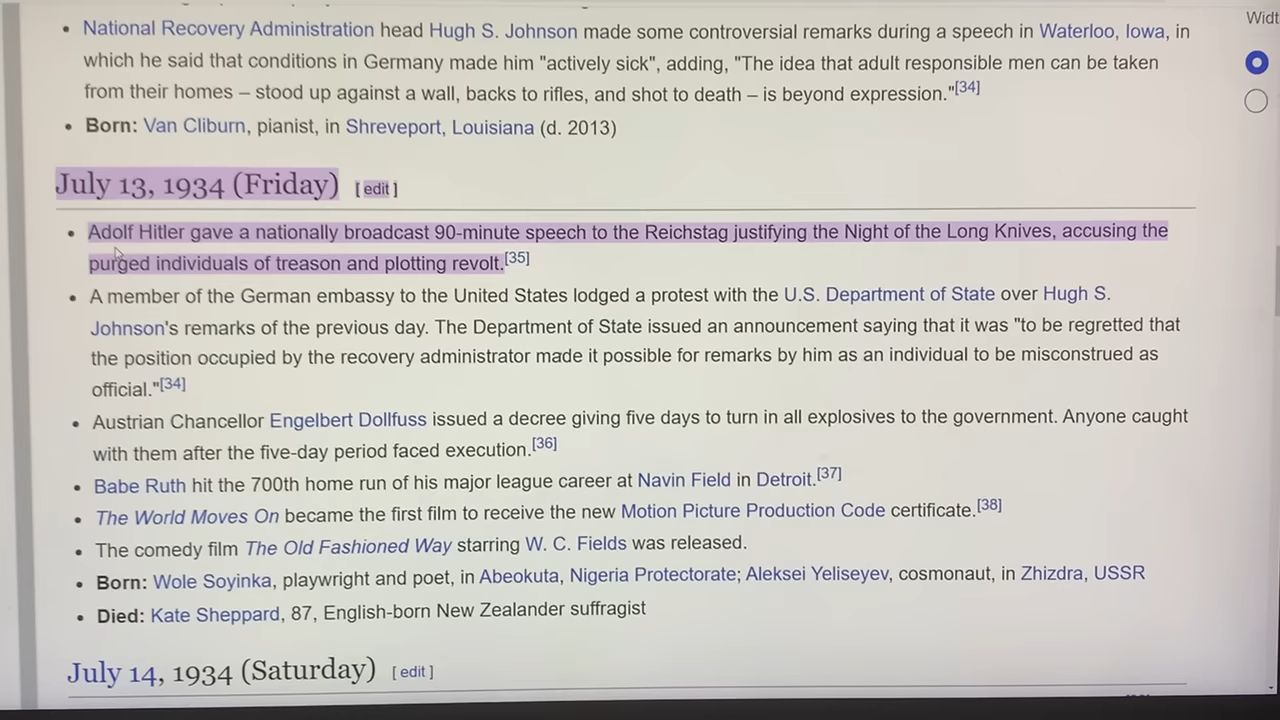 Widt
• National Recovery Administration head Hugh S. Johnson made some controversial remarks during a speech in Waterloo, Iowa, in
which he said that conditions in Germany made him "actively sick", adding, "The idea that adult responsible men can be taken
from their homes – stood up against a wall, backs to rifles, and shot to death – is beyond expression."[34]
• Born: Van Cliburn, pianist, in Shreveport, Louisiana (d. 2013)
July 13, 1934 (Friday) [edit]
• Adolf Hitler gave a nationally broadcast 90-minute speech to the Reichstag justifying the Night of the Long Knives, accusing the
purged individuals of treason and plotting revolt.[35]
• A member of the German embassy to the United States lodged a protest with the U.S. Department of State over Hugh S.
Johnson's remarks of the previous day. The Department of State issued an announcement saying that it was "to be regretted that
the position occupied by the recovery administrator made it possible for remarks by him as an individual to be misconstrued as
official."[34]
• Austrian Chancellor Engelbert Dollfuss issued a decree giving five days to turn in all explosives to the government. Anyone caught
with them after the five-day period faced execution.[36]
• Babe Ruth hit the 700th home run of his major league career at Navin Field in Detroit.[37]
• The World Moves On became the first film to receive the new Motion Picture Production Code certificate.[38]
• The comedy film The Old Fashioned Way starring W. C. Fields was released.
• Born: Wole Soyinka, playwright and poet, in Abeokuta, Nigeria Protectorate; Aleksei Yeliseyev, cosmonaut, in Zhizdra, USSR
• Died: Kate Sheppard, 87, English-born New Zealander suffragist
July 14, 1934 (Saturday) [edit]